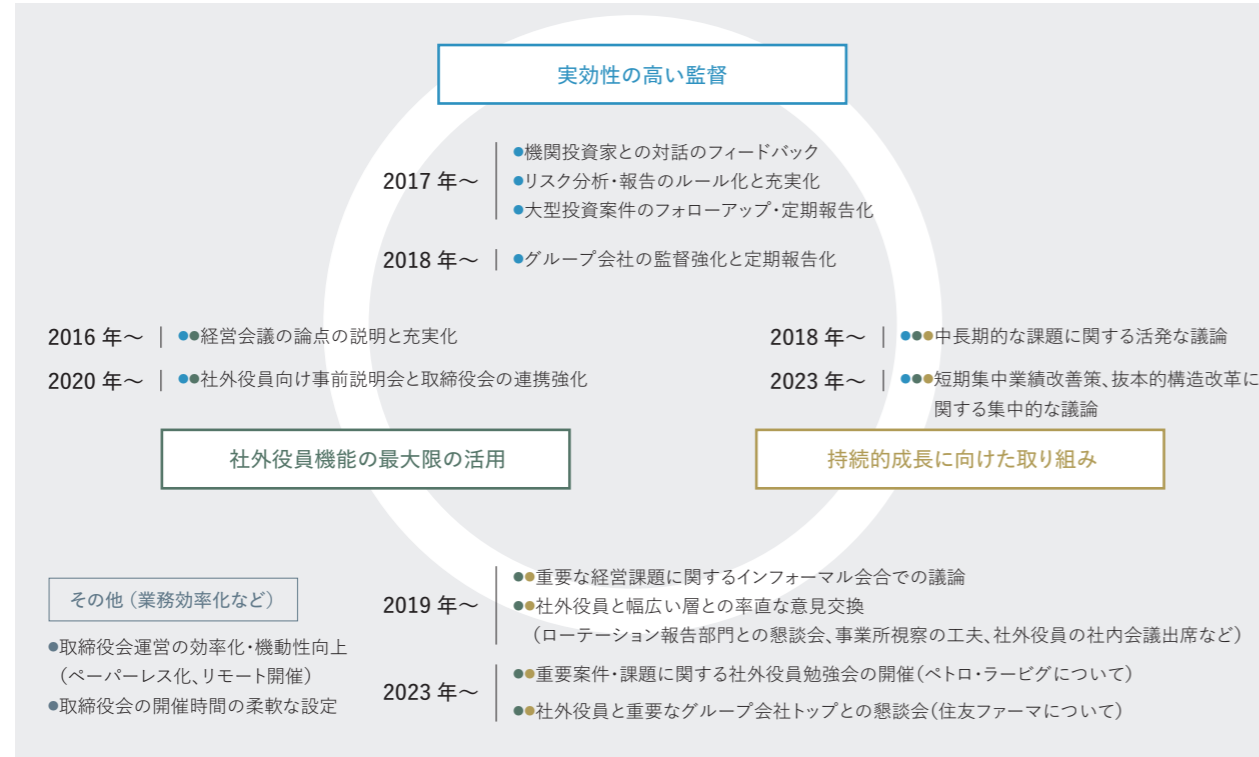 実効性の高い監督
2017 年～
●機関投資家との対話のフィードバック
●リスク分析・報告のルール化と充実化
●大型投資案件のフォローアップ・定期報告化
2018 年～
●グループ会社の監督強化と定期報告化
2016 年～
●●経営会議の論点の説明と充実化
2020 年～
●●社外役員向け事前説明会と取締役会の連携強化
2018 年～
●●●中長期的な課題に関する活発な議論
2023 年～
●●●短期集中業績改善策、抜本的構造改革に
関する集中的な議論
社外役員機能の最大限の活用
持続的成長に向けた取り組み
その他（業務効率化など）
●取締役会運営の効率化・機動性向上
（ペーパーレス化、リモート開催）
●取締役会の開催時間の柔軟な設定
2019 年～
●●重要な経営課題に関するインフォーマル会合での議論
●●社外役員と幅広い層との率直な意見交換
（ローテーション報告部門との懇談会、事業所視察の工夫、社外役員の社内会議出席など）
2023 年～
●●重要案件・課題に関する社外役員勉強会の開催（ペトロ・ラービグについて）
●●社外役員と重要なグループ会社トップとの懇談会（住友ファーマについて）